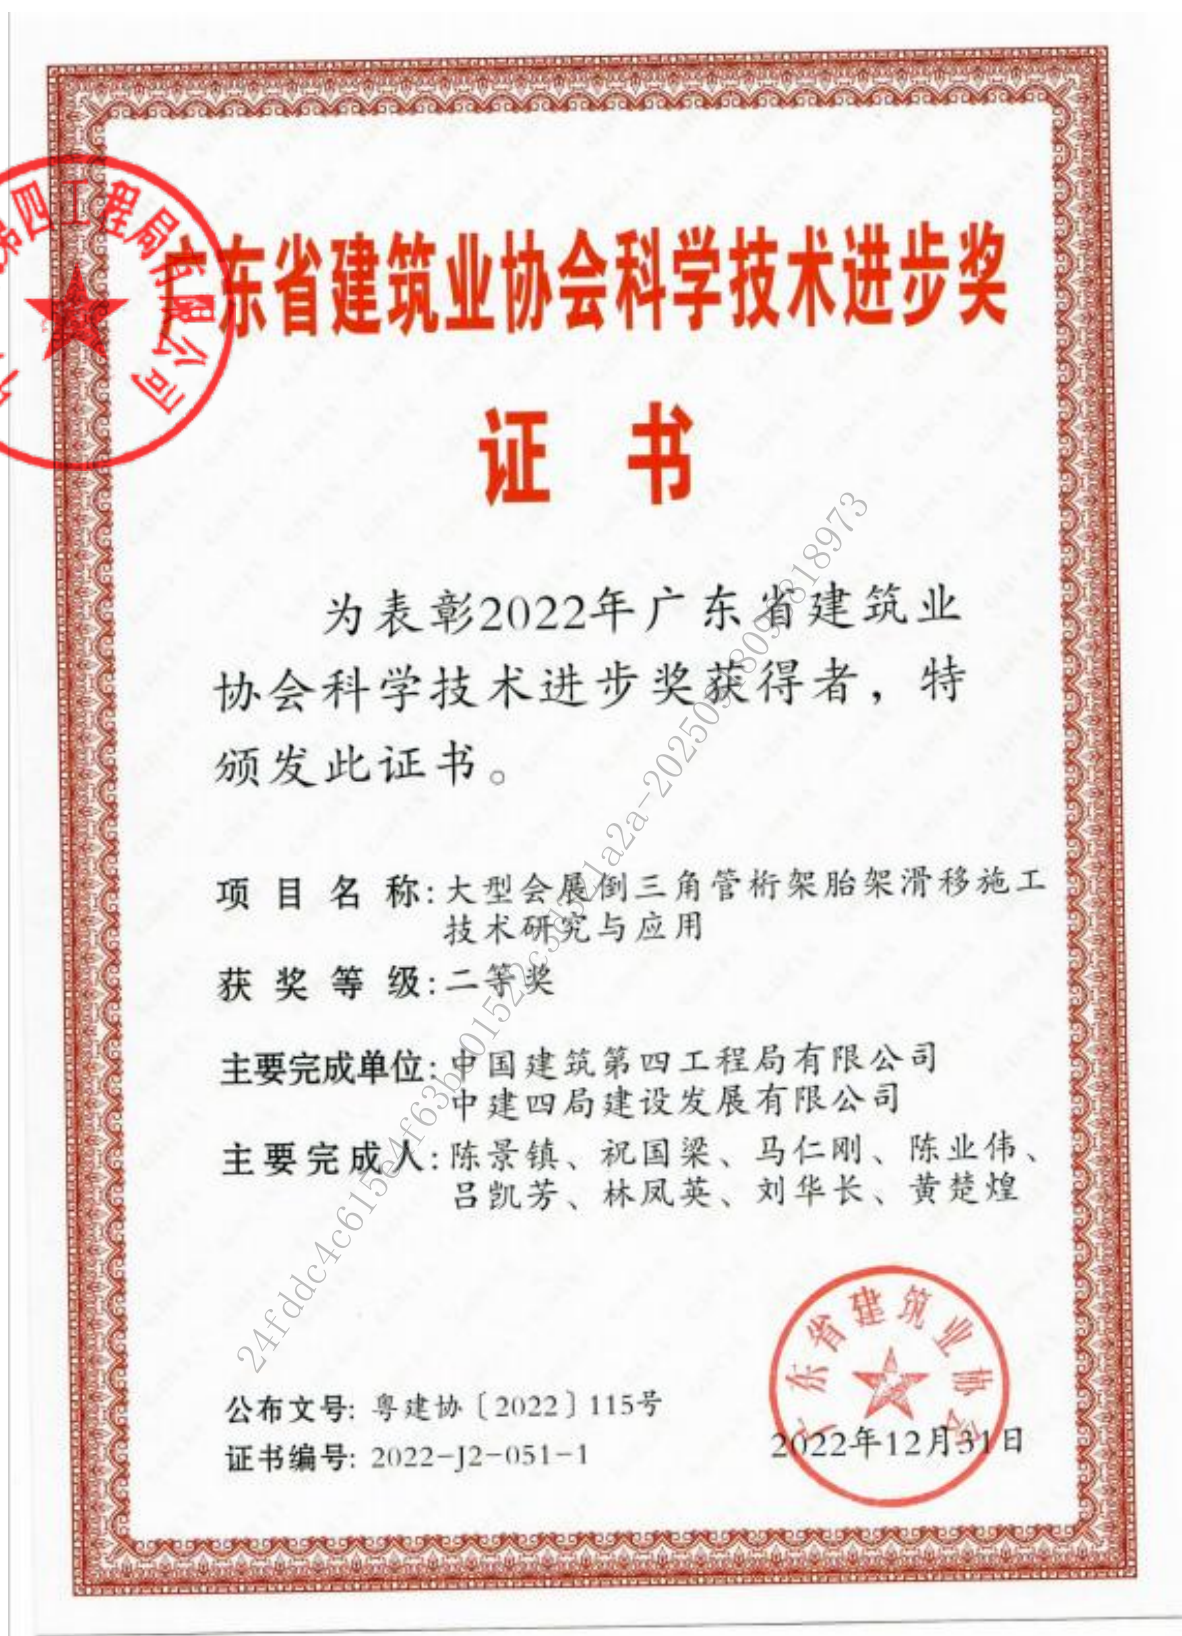 广东省建筑业协会科学技术进步奖
证书
为表彰2022年广东省建筑业
协会科学技术进步奖获得者，特
颁发此证书。
项目名称:大型会展倒三角管桁架胎架滑移施工
技术研究与应用
获奖等级:二等奖
主要完成单位:中国建筑第四工程局有限公司
中建四局建设发展有限公司
主要完成人:陈景镇、祝国梁、马仁刚、陈业伟、
吕凯芳、林凤英、刘华长、黄楚煌
公布文号: 粤建协〔2022〕115号
证书编号: 2022-J2-051-1
2022年12月31日
广东省建筑业协会
第四工程局有限公司